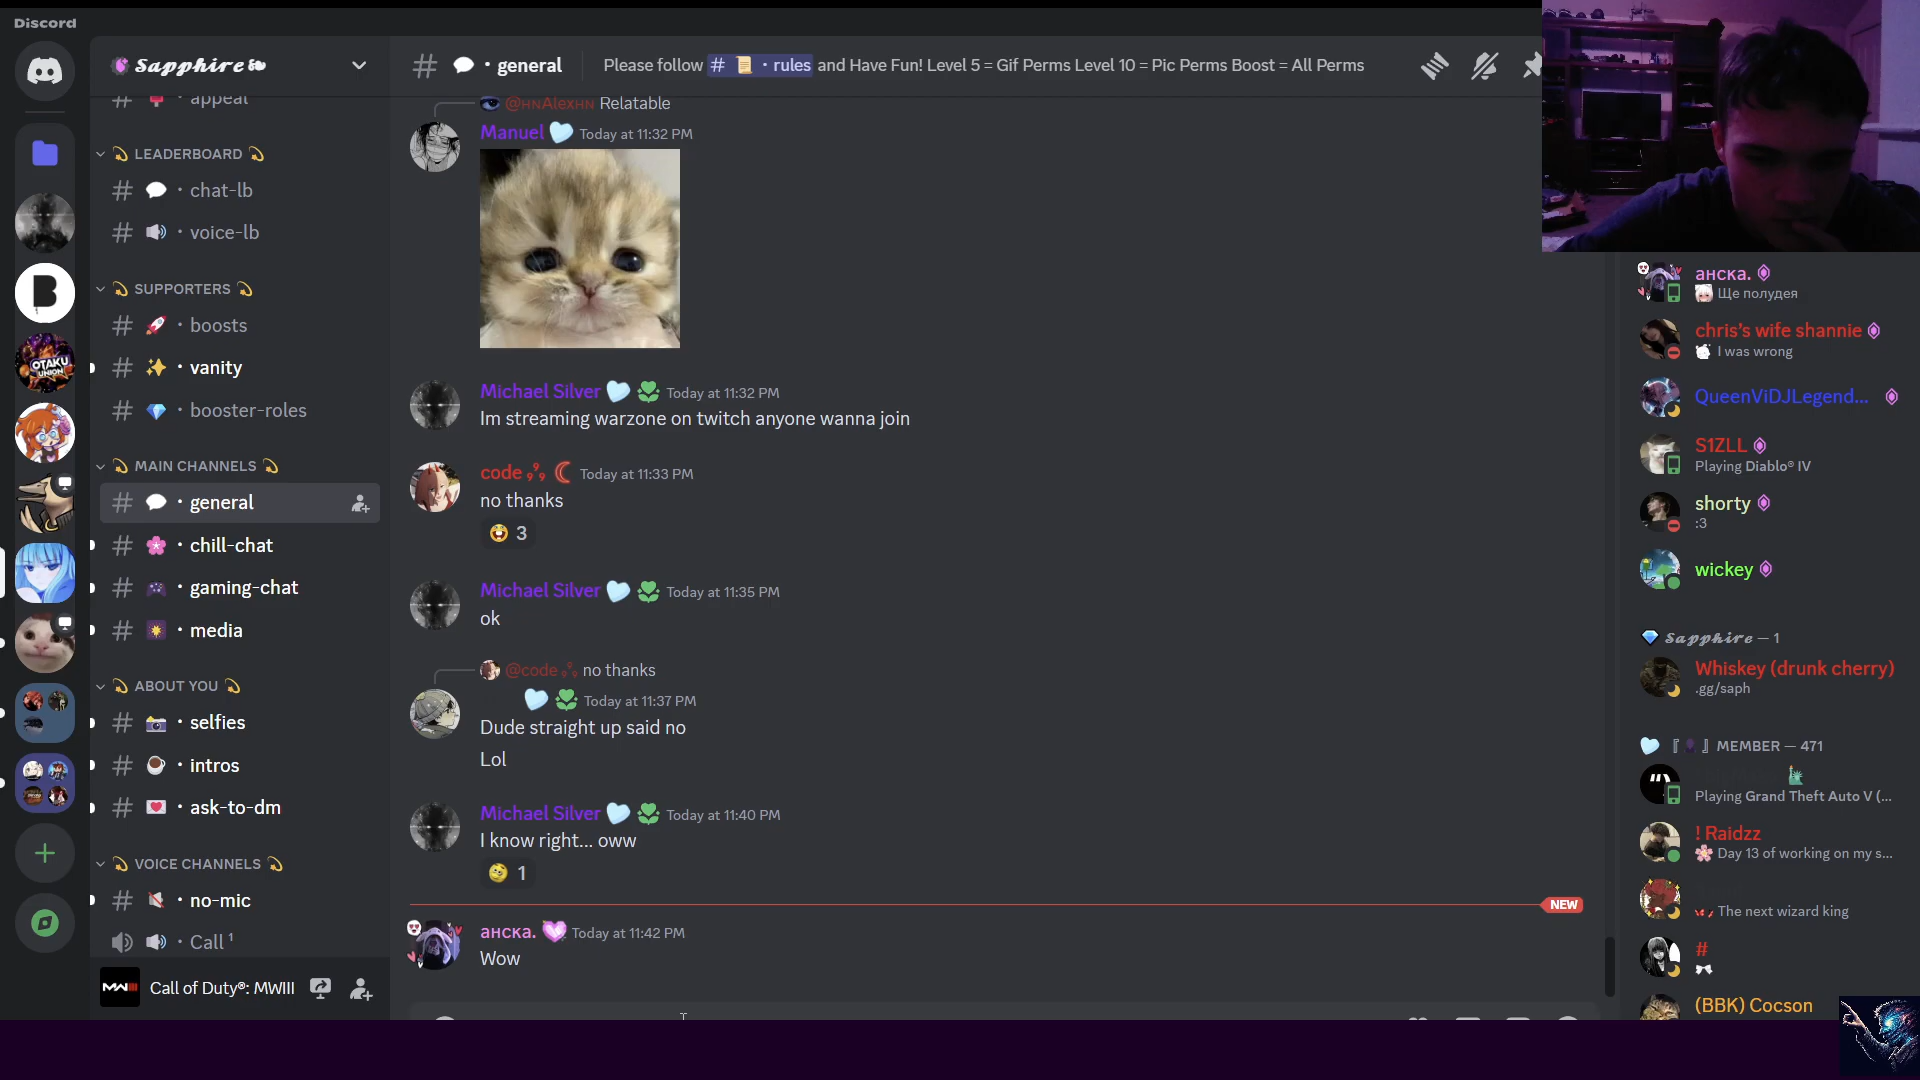 Discord
Sapphire
# appeal
LEADERBOARD
# • chat-lb
# • voice-lb
SUPPORTERS
# • boosts
# • vanity
# • booster-roles
MAIN CHANNELS
# • general
# • chill-chat
# • gaming-chat
# • media
ABOUT YOU
# • selfies
# • intros
# • ask-to-dm
VOICE CHANNELS
# • no-mic
• Call ¹
Call of Duty®: MWIII
B
OTAKU UNION
# • general
Please follow # • rules and Have Fun! Level 5 = Gif Perms Level 10 = Pic Perms Boost = All Perms
@HNAlexHN Relatable
Manuel Today at 11:32 PM
Michael Silver Today at 11:32 PM
Im streaming warzone on twitch anyone wanna join
code Today at 11:33 PM
no thanks
3
Michael Silver Today at 11:35 PM
ok
@code no thanks
Today at 11:37 PM
Dude straight up said no
Lol
Michael Silver Today at 11:40 PM
I know right... oww
1
NEW
анска. Today at 11:42 PM
Wow
анска.
Ще полудея
chris's wife shannie
I was wrong
QueenViDJLegend...
S1ZLL
Playing Diablo® IV
shorty
:3
wickey
Sapphire — 1
Whiskey (drunk cherry)
.gg/saph
MEMBER — 471
Playing Grand Theft Auto V (...
! Raidzz
Day 13 of working on my s...
The next wizard king
#
(BBK) Cocson